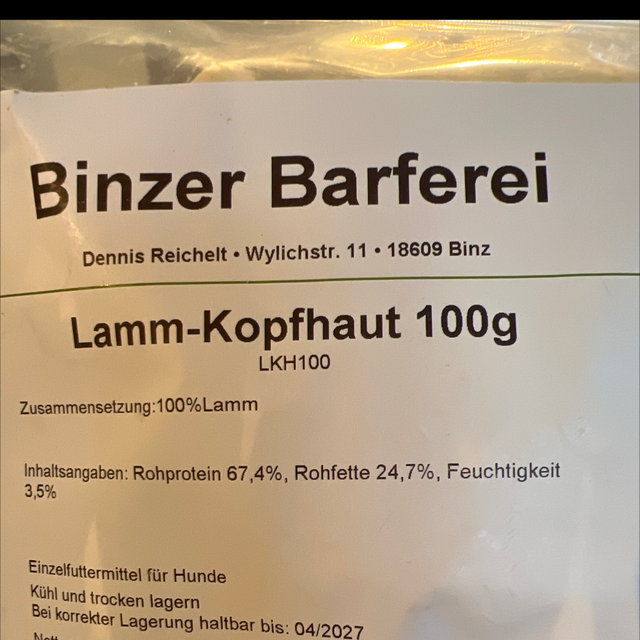 Binzer Barferei
Dennis Reichelt • Wylichstr. 11 • 18609 Binz
Lamm-Kopfhaut 100g
LKH100
Zusammensetzung:100%Lamm
Inhaltsangaben: Rohprotein 67,4%, Rohfette 24,7%, Feuchtigkeit
3,5%
Einzelfuttermittel für Hunde
Kühl und trocken lagern
Bei korrekter Lagerung haltbar bis: 04/2027